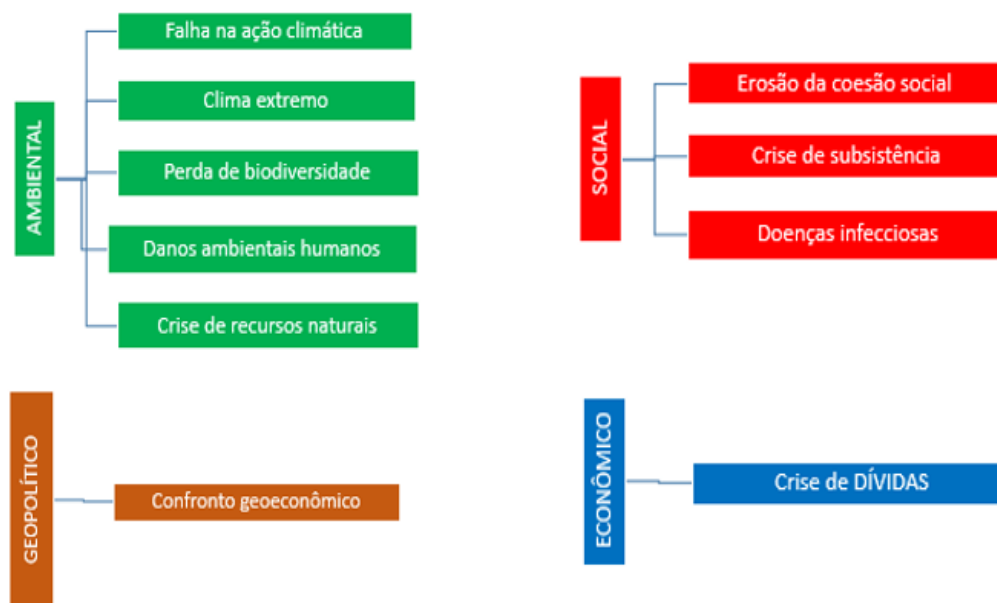 AMBIENTAL
Falha na ação climática
Clima extremo
Perda de biodiversidade
Danos ambientais humanos
Crise de recursos naturais
SOCIAL
Erosão da coesão social
Crise de subsistência
Doenças infecciosas
GEOPOLÍTICO
Confronto geoeconômico
ECONÔMICO
Crise de DÍVIDAS